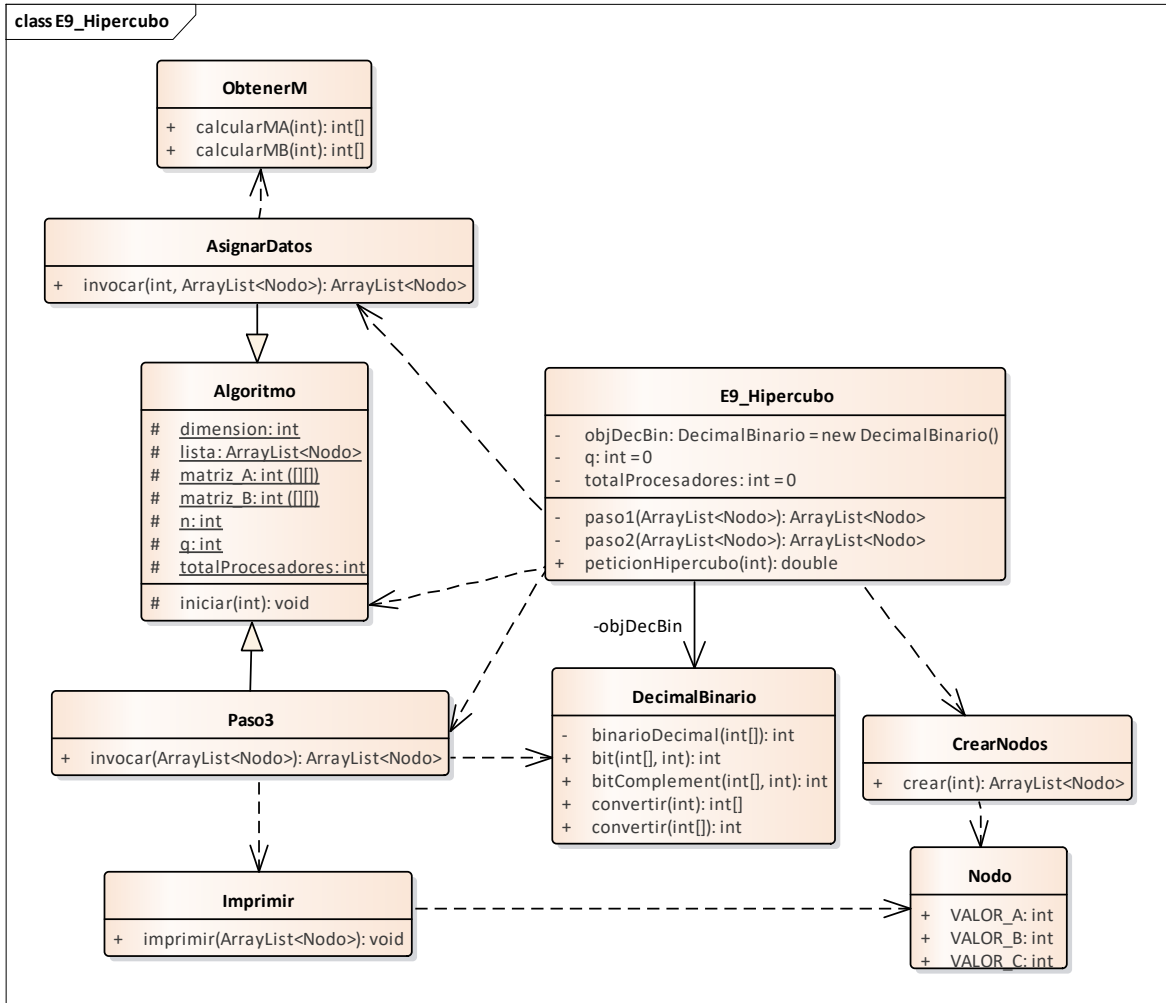 class E9_Hipercubo
ObtenerM
+ calcularMA(int): int[]
+ calcularMB(int): int[]
AsignarDatos
+ invocar(int, ArrayList<Nodo>): ArrayList<Nodo>
Algoritmo
# dimension: int
# lista: ArrayList<Nodo>
# matriz_A: int ([][])
# matriz_B: int ([][])
# n: int
# q: int
# totalProcesadores: int
# iniciar(int): void
E9_Hipercubo
- objDecBin: DecimalBinario = new DecimalBinario()
- q: int = 0
- totalProcesadores: int = 0
- paso1(ArrayList<Nodo>): ArrayList<Nodo>
- paso2(ArrayList<Nodo>): ArrayList<Nodo>
+ peticionHipercubo(int): double
-objDecBin
Paso3
+ invocar(ArrayList<Nodo>): ArrayList<Nodo>
DecimalBinario
- binarioDecimal(int[]): int
+ bit(int[], int): int
+ bitComplement(int[], int): int
+ convertir(int): int[]
+ convertir(int[]): int
CrearNodos
+ crear(int): ArrayList<Nodo>
Imprimir
+ imprimir(ArrayList<Nodo>): void
Nodo
+ VALOR_A: int
+ VALOR_B: int
+ VALOR_C: int